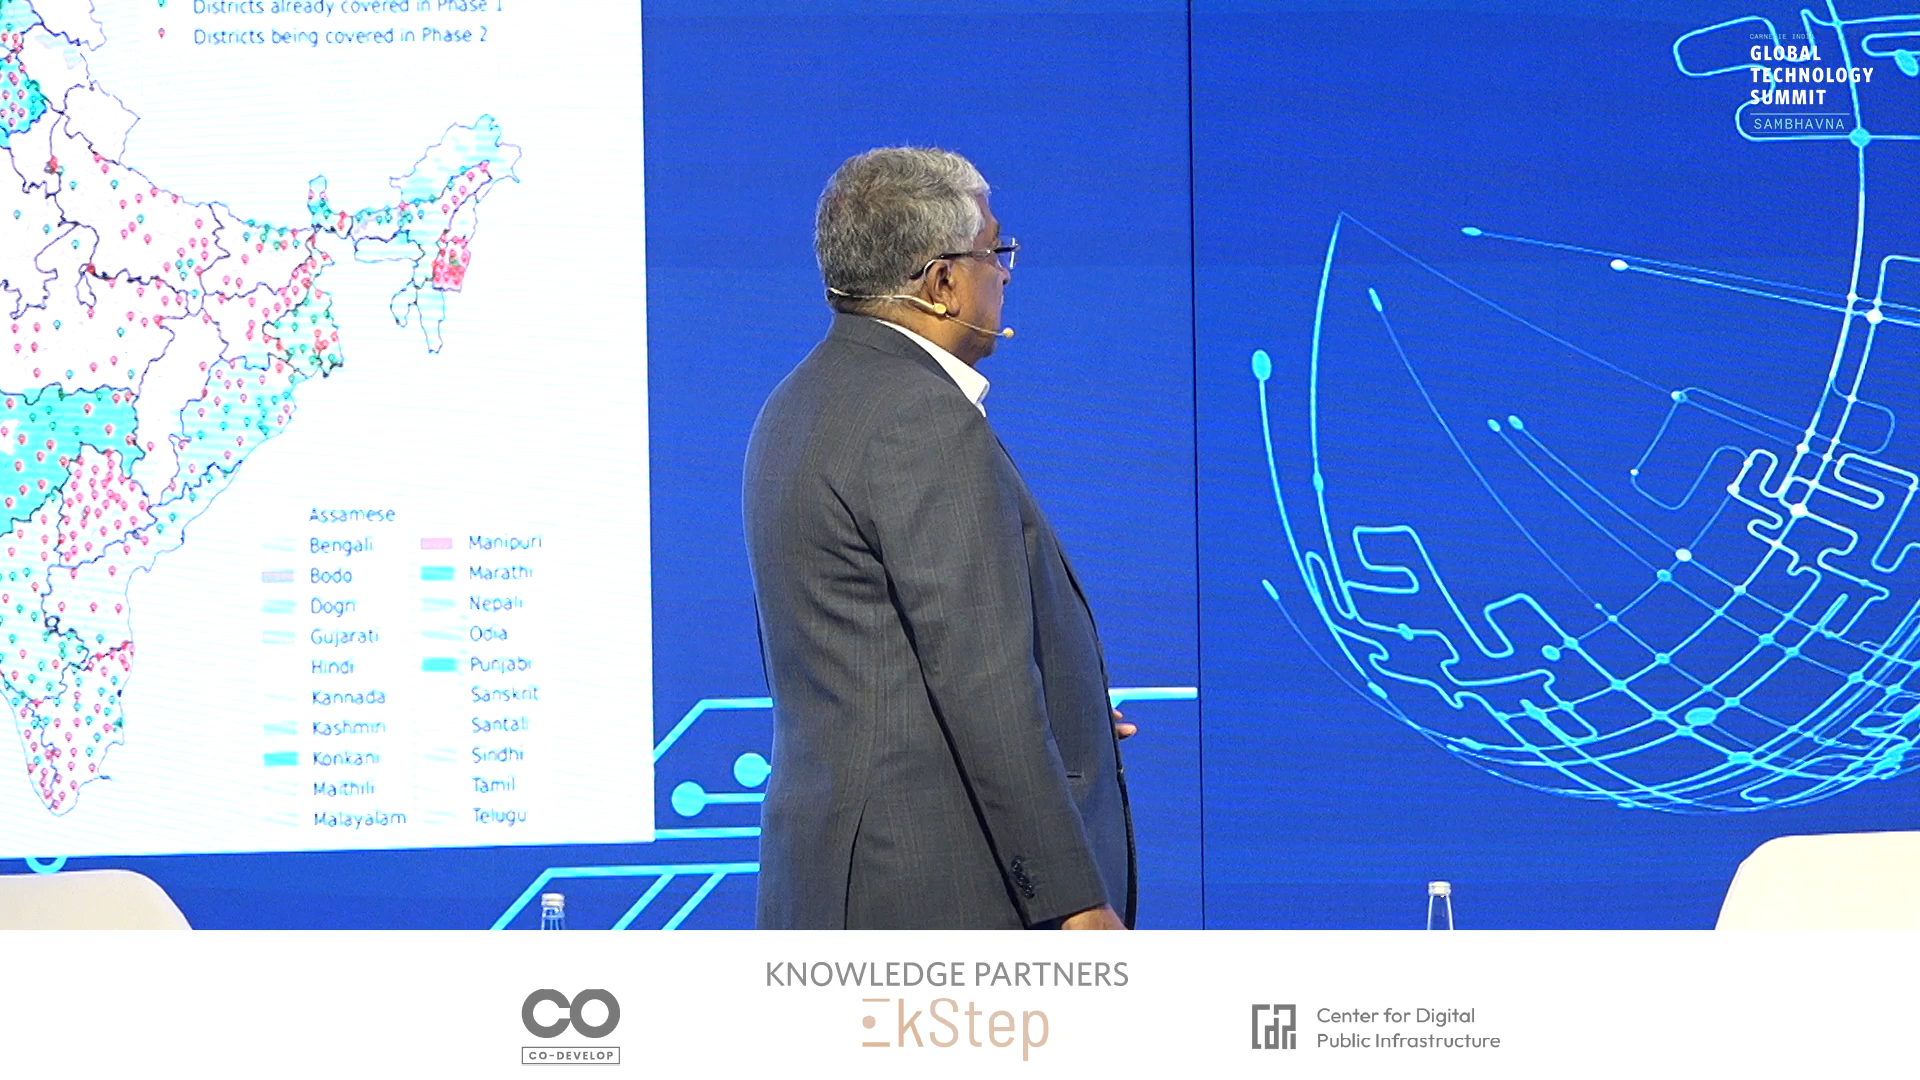 Districts already covered in Phase 1
Districts being covered in Phase 2
Assamese
Bengali
Bodo
Dogri
Gujarati
Hindi
Kannada
Kashmiri
Konkani
Maithili
Malayalam
Manipuri
Marathi
Nepali
Odia
Punjabi
Sanskrit
Santali
Sindhi
Tamil
Telugu
CARNEGIE INDIA
GLOBAL
TECHNOLOGY
SUMMIT
SAMBHAVNA
KNOWLEDGE PARTNERS
CO
CO-DEVELOP
EkStep
Center for Digital
Public Infrastructure